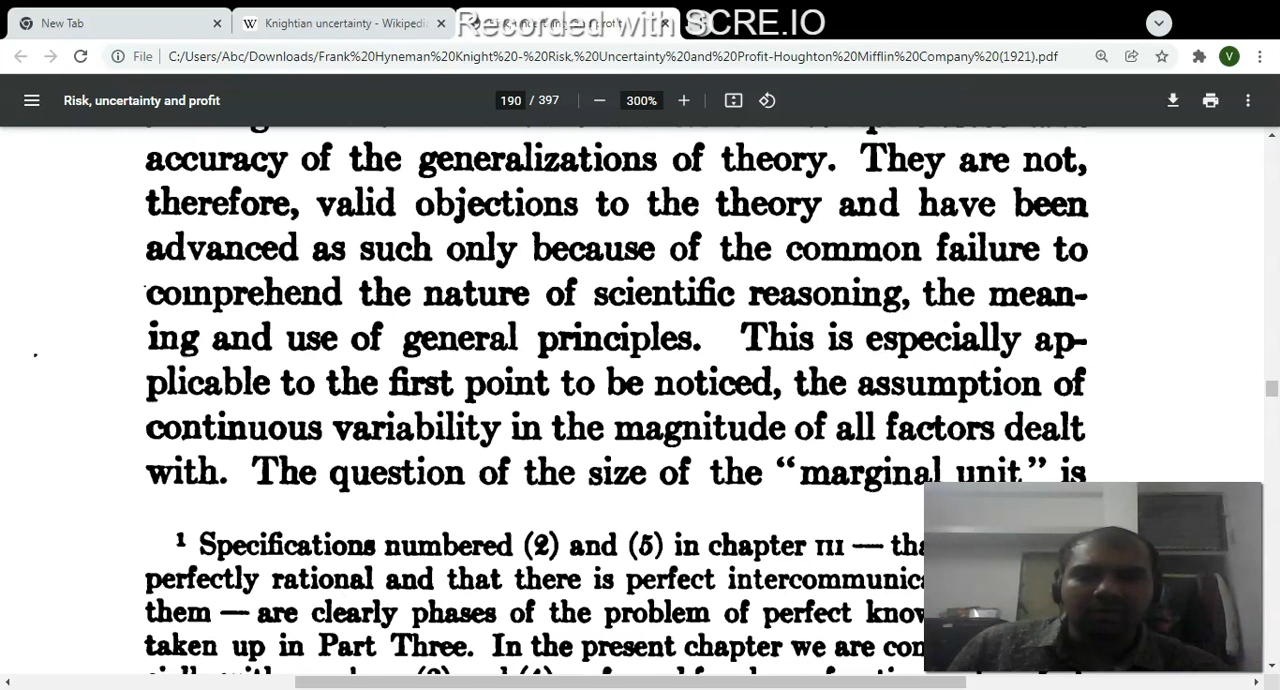 New Tab
Knightian uncertainty - Wikipedi
Recorded with SCRE.IO
File C:/Users/Abc/Downloads/Frank%20Hyneman%20Knight%20-%20Risk,%20Uncertainty%20and%20Profit-Houghton%20Mifflin%20Company%20(1921).pdf
V
Risk, uncertainty and profit
190 / 397
300%
accuracy of the generalizations of theory. They are not,
therefore, valid objections to the theory and have been
advanced as such only because of the common failure to
comprehend the nature of scientific reasoning, the mean-
ing and use of general principles. This is especially ap-
plicable to the first point to be noticed, the assumption of
continuous variability in the magnitude of all factors dealt
with. The question of the size of the "marginal unit" is
1 Specifications numbered (2) and (5) in chapter III — tha
perfectly rational and that there is perfect intercommunic
them — are clearly phases of the problem of perfect know
taken up in Part Three. In the present chapter we are con